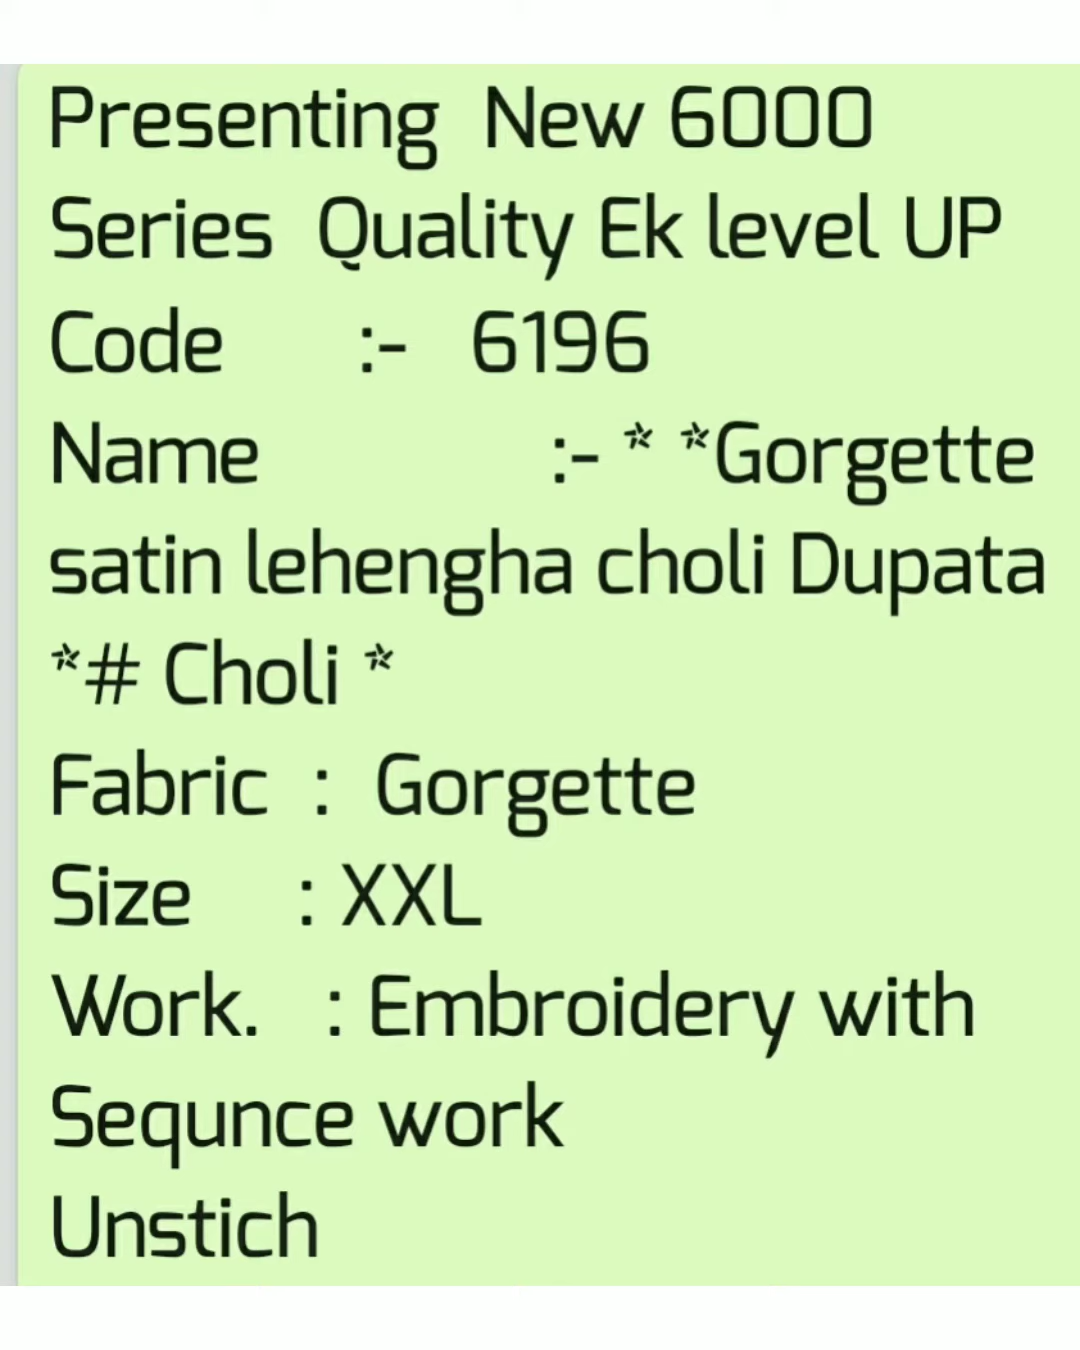 Presenting  New 6000
Series  Quality Ek level UP
Code     :-   6196
Name               :- * *Gorgette
satin lehengha choli Dupata
*# Choli *
Fabric  :  Gorgette
Size     : XXL
Work.   : Embroidery with
Sequnce work
Unstich